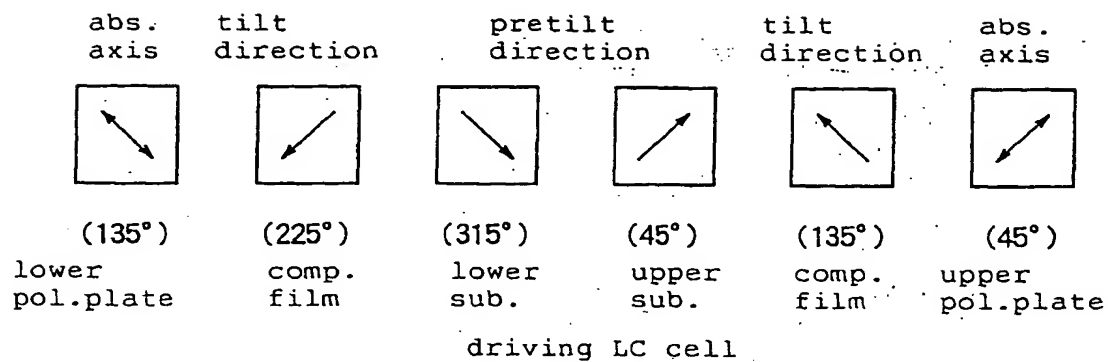 abs. tilt pretilt tilt abs.
axis direction direction direction axis
(135°) (225°) (315°) (45°) (135°) (45°)
lower comp. lower upper comp. upper
pol.plate film sub. sub. film pol.plate
driving LC cell